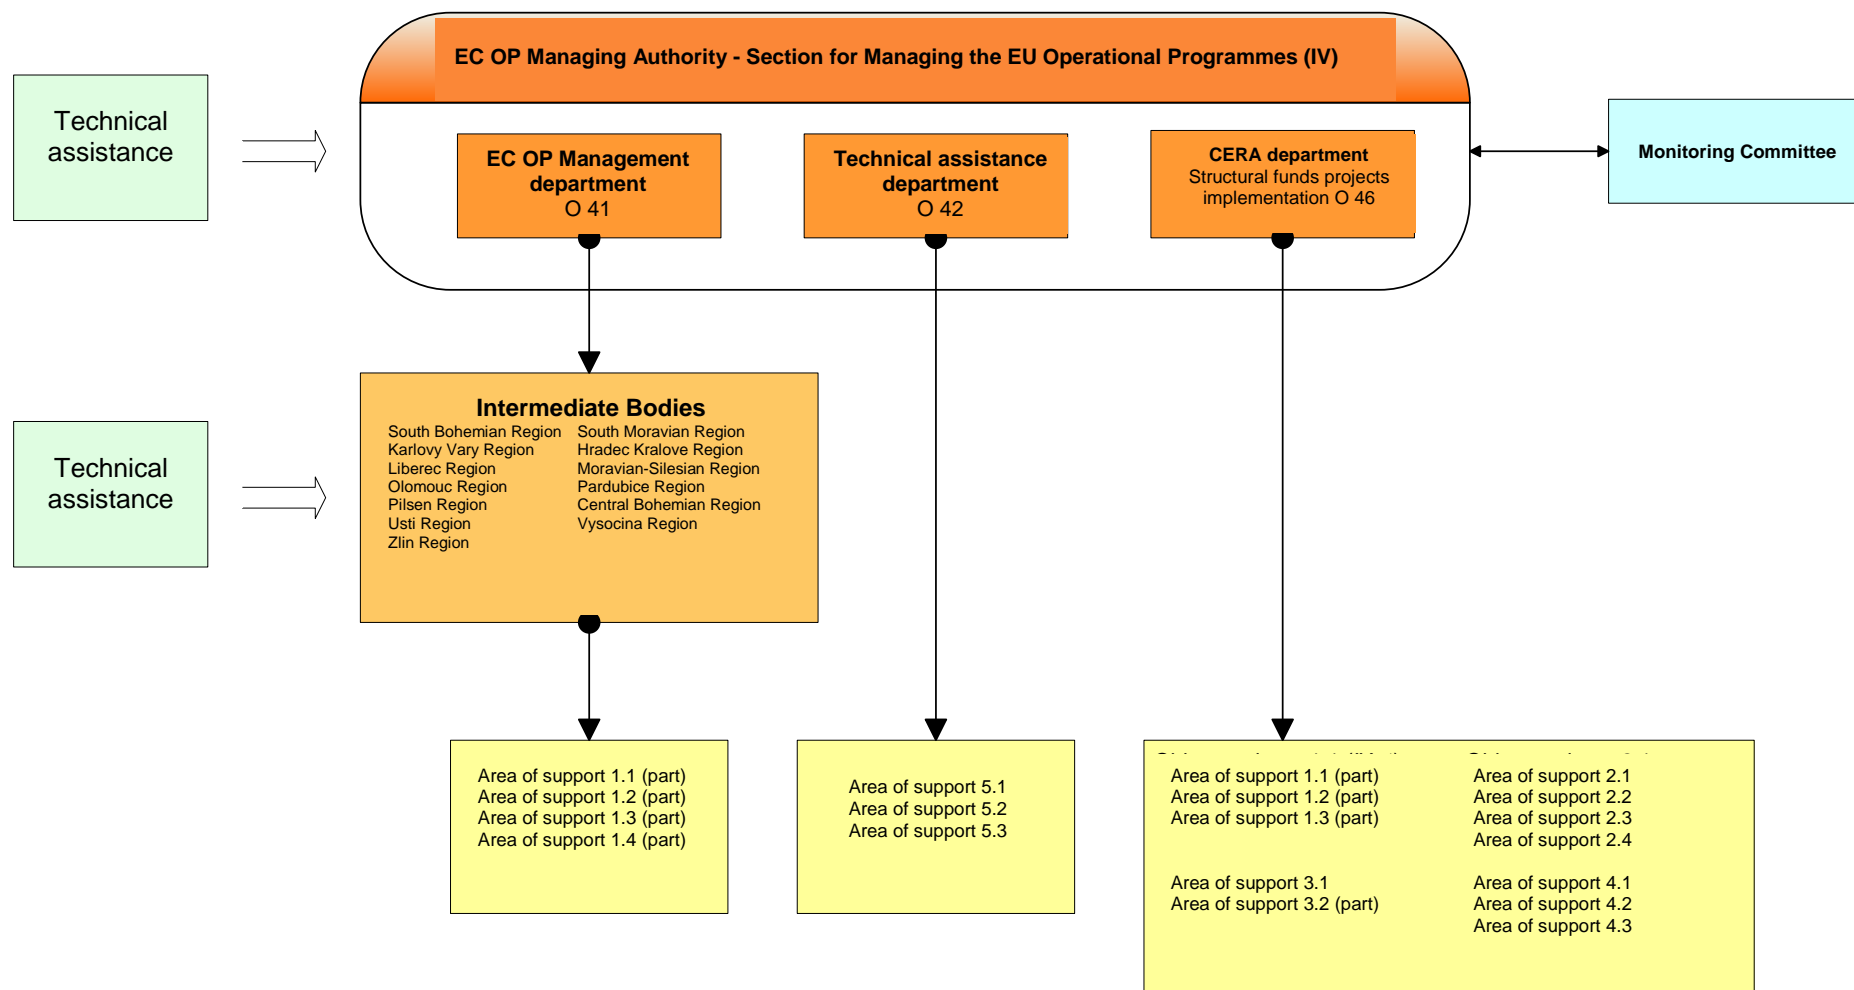 EC OP Managing Authority - Section for Managing the EU Operational Programmes (IV)
Technical
assistance
EC OP Management
department
O 41
Technical assistance
department
O 42
CERA department
Structural funds projects
implementation O 46
Monitoring Committee
Technical
assistance
Intermediate Bodies
South Bohemian Region South Moravian Region
Karlovy Vary Region Hradec Kralove Region
Liberec Region Moravian-Silesian Region
Olomouc Region Pardubice Region
Pilsen Region Central Bohemian Region
Usti Region Vysocina Region
Zlin Region
Area of support 1.1 (part)
Area of support 1.2 (part)
Area of support 1.3 (part)
Area of support 1.4 (part)
Area of support 5.1
Area of support 5.2
Area of support 5.3
Area of support 1.1 (part) Area of support 2.1
Area of support 1.2 (part) Area of support 2.2
Area of support 1.3 (part) Area of support 2.3
Area of support 2.4
Area of support 3.1 Area of support 4.1
Area of support 3.2 (part) Area of support 4.2
Area of support 4.3